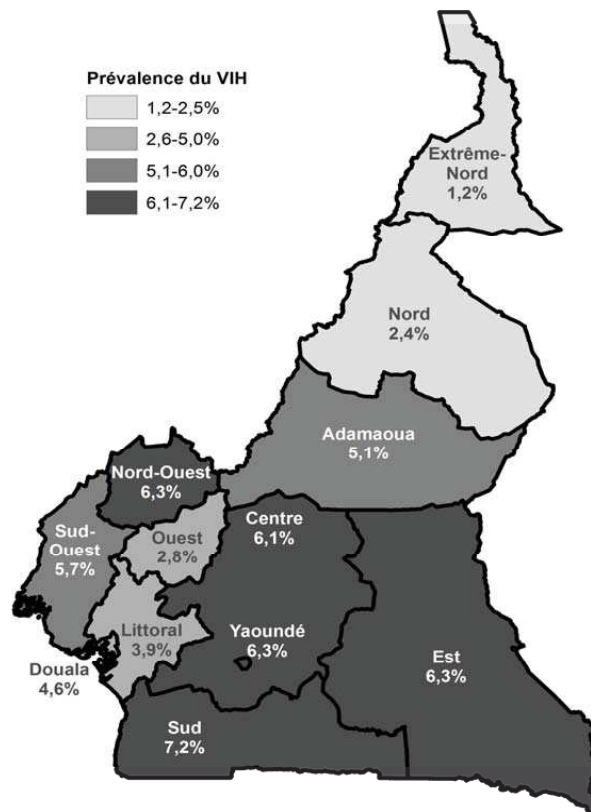 Prévalence du VIH
1,2-2,5%
2,6-5,0%
5,1-6,0%
6,1-7,2%
Extrême-
Nord
1,2%
Nord
2,4%
Adamaoua
5,1%
Nord-Ouest
6,3%
Sud-
Ouest
5,7%
Ouest
2,8%
Centre
6,1%
Littoral
3,9%
Yaoundé
6,3%
Douala
4,6%
Est
6,3%
Sud
7,2%